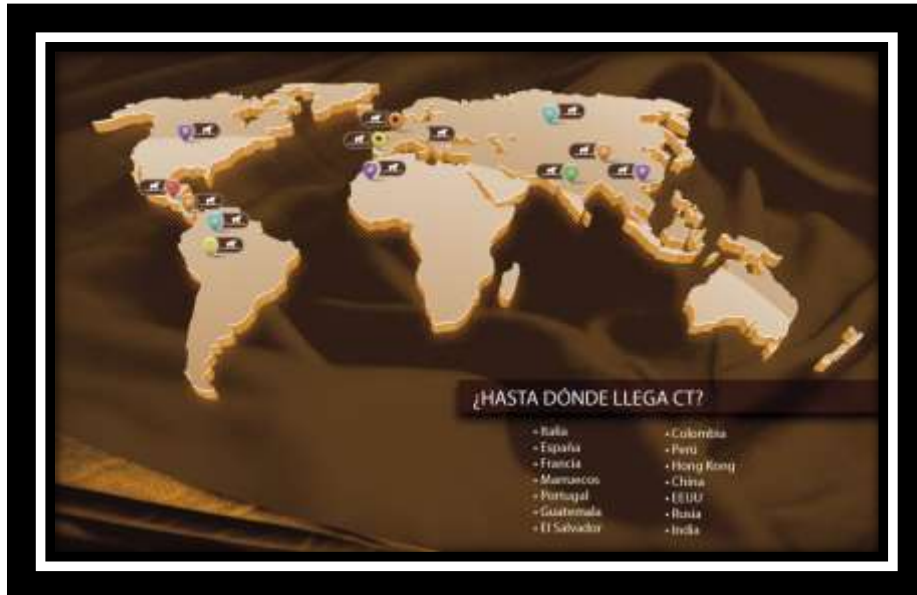 ¿HASTA DÓNDE LLEGA CT?
• Italia
• España
• Francia
• Marruecos
• Portugal
• Guatemala
• El Salvador
• Colombia
• Perú
• Hong Kong
• China
• EEUU
• Rusia
• India